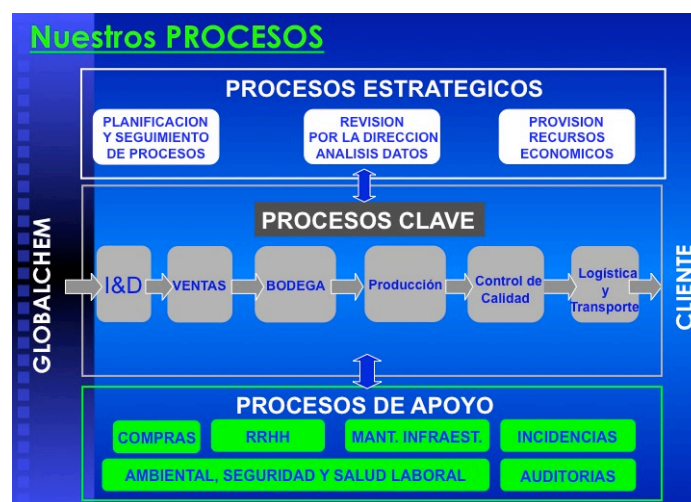 Nuestros PROCESOS
PROCESOS ESTRATEGICOS
PLANIFICACION
Y SEGUIMIENTO
DE PROCESOS
REVISION
POR LA DIRECCION
ANALISIS DATOS
PROVISION
RECURSOS
ECONOMICOS
GLOBALCHEM
PROCESOS CLAVE
I&D
VENTAS
BODEGA
Producción
Control de
Calidad
Logística
y
Transporte
CLIENTE
PROCESOS DE APOYO
COMPRAS
RRHH
MANT. INFRAEST.
INCIDENCIAS
AMBIENTAL, SEGURIDAD Y SALUD LABORAL
AUDITORIAS